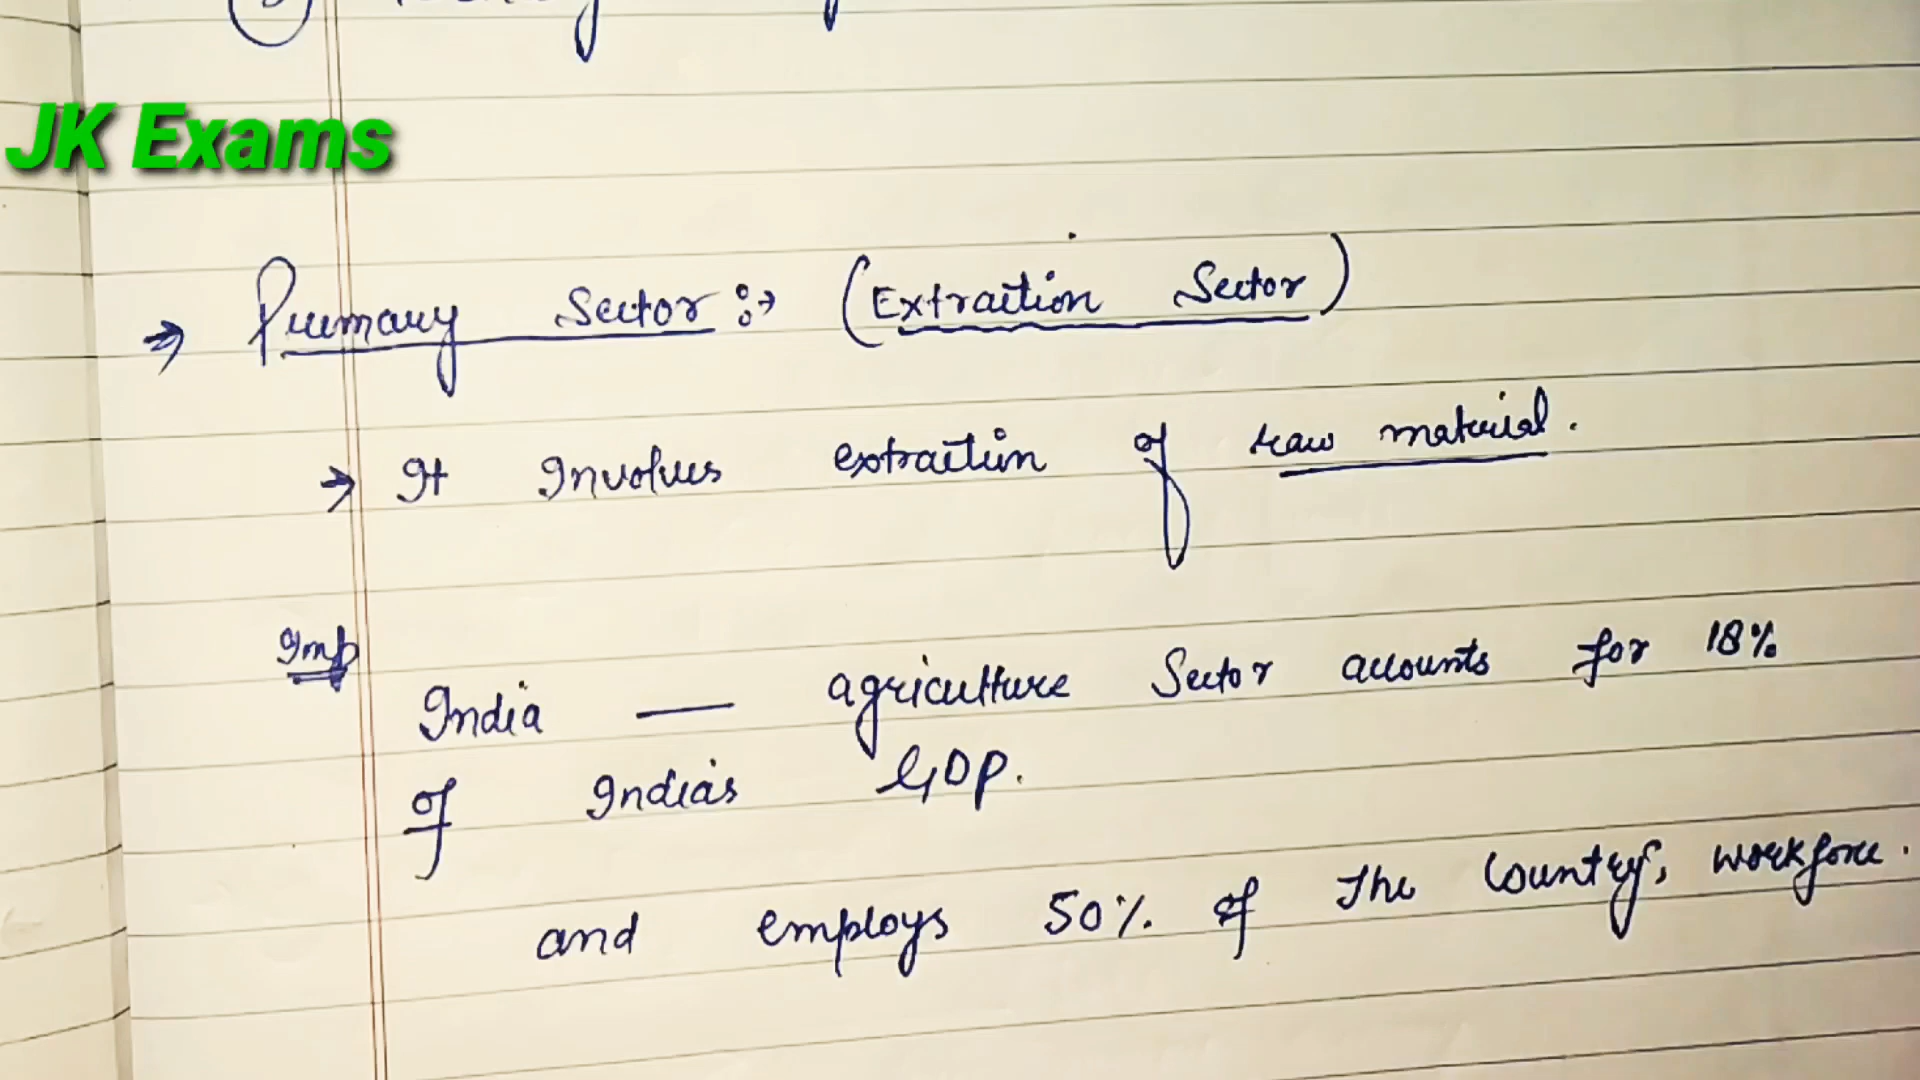 JK Exams
⇒ Primary Sector :→ (Extraction Sector)
→ It Involves extraction of raw material.
Imp
India — agriculture Sector accounts for 18%
of India's GDP.
and employs 50% of The Country's workforce.